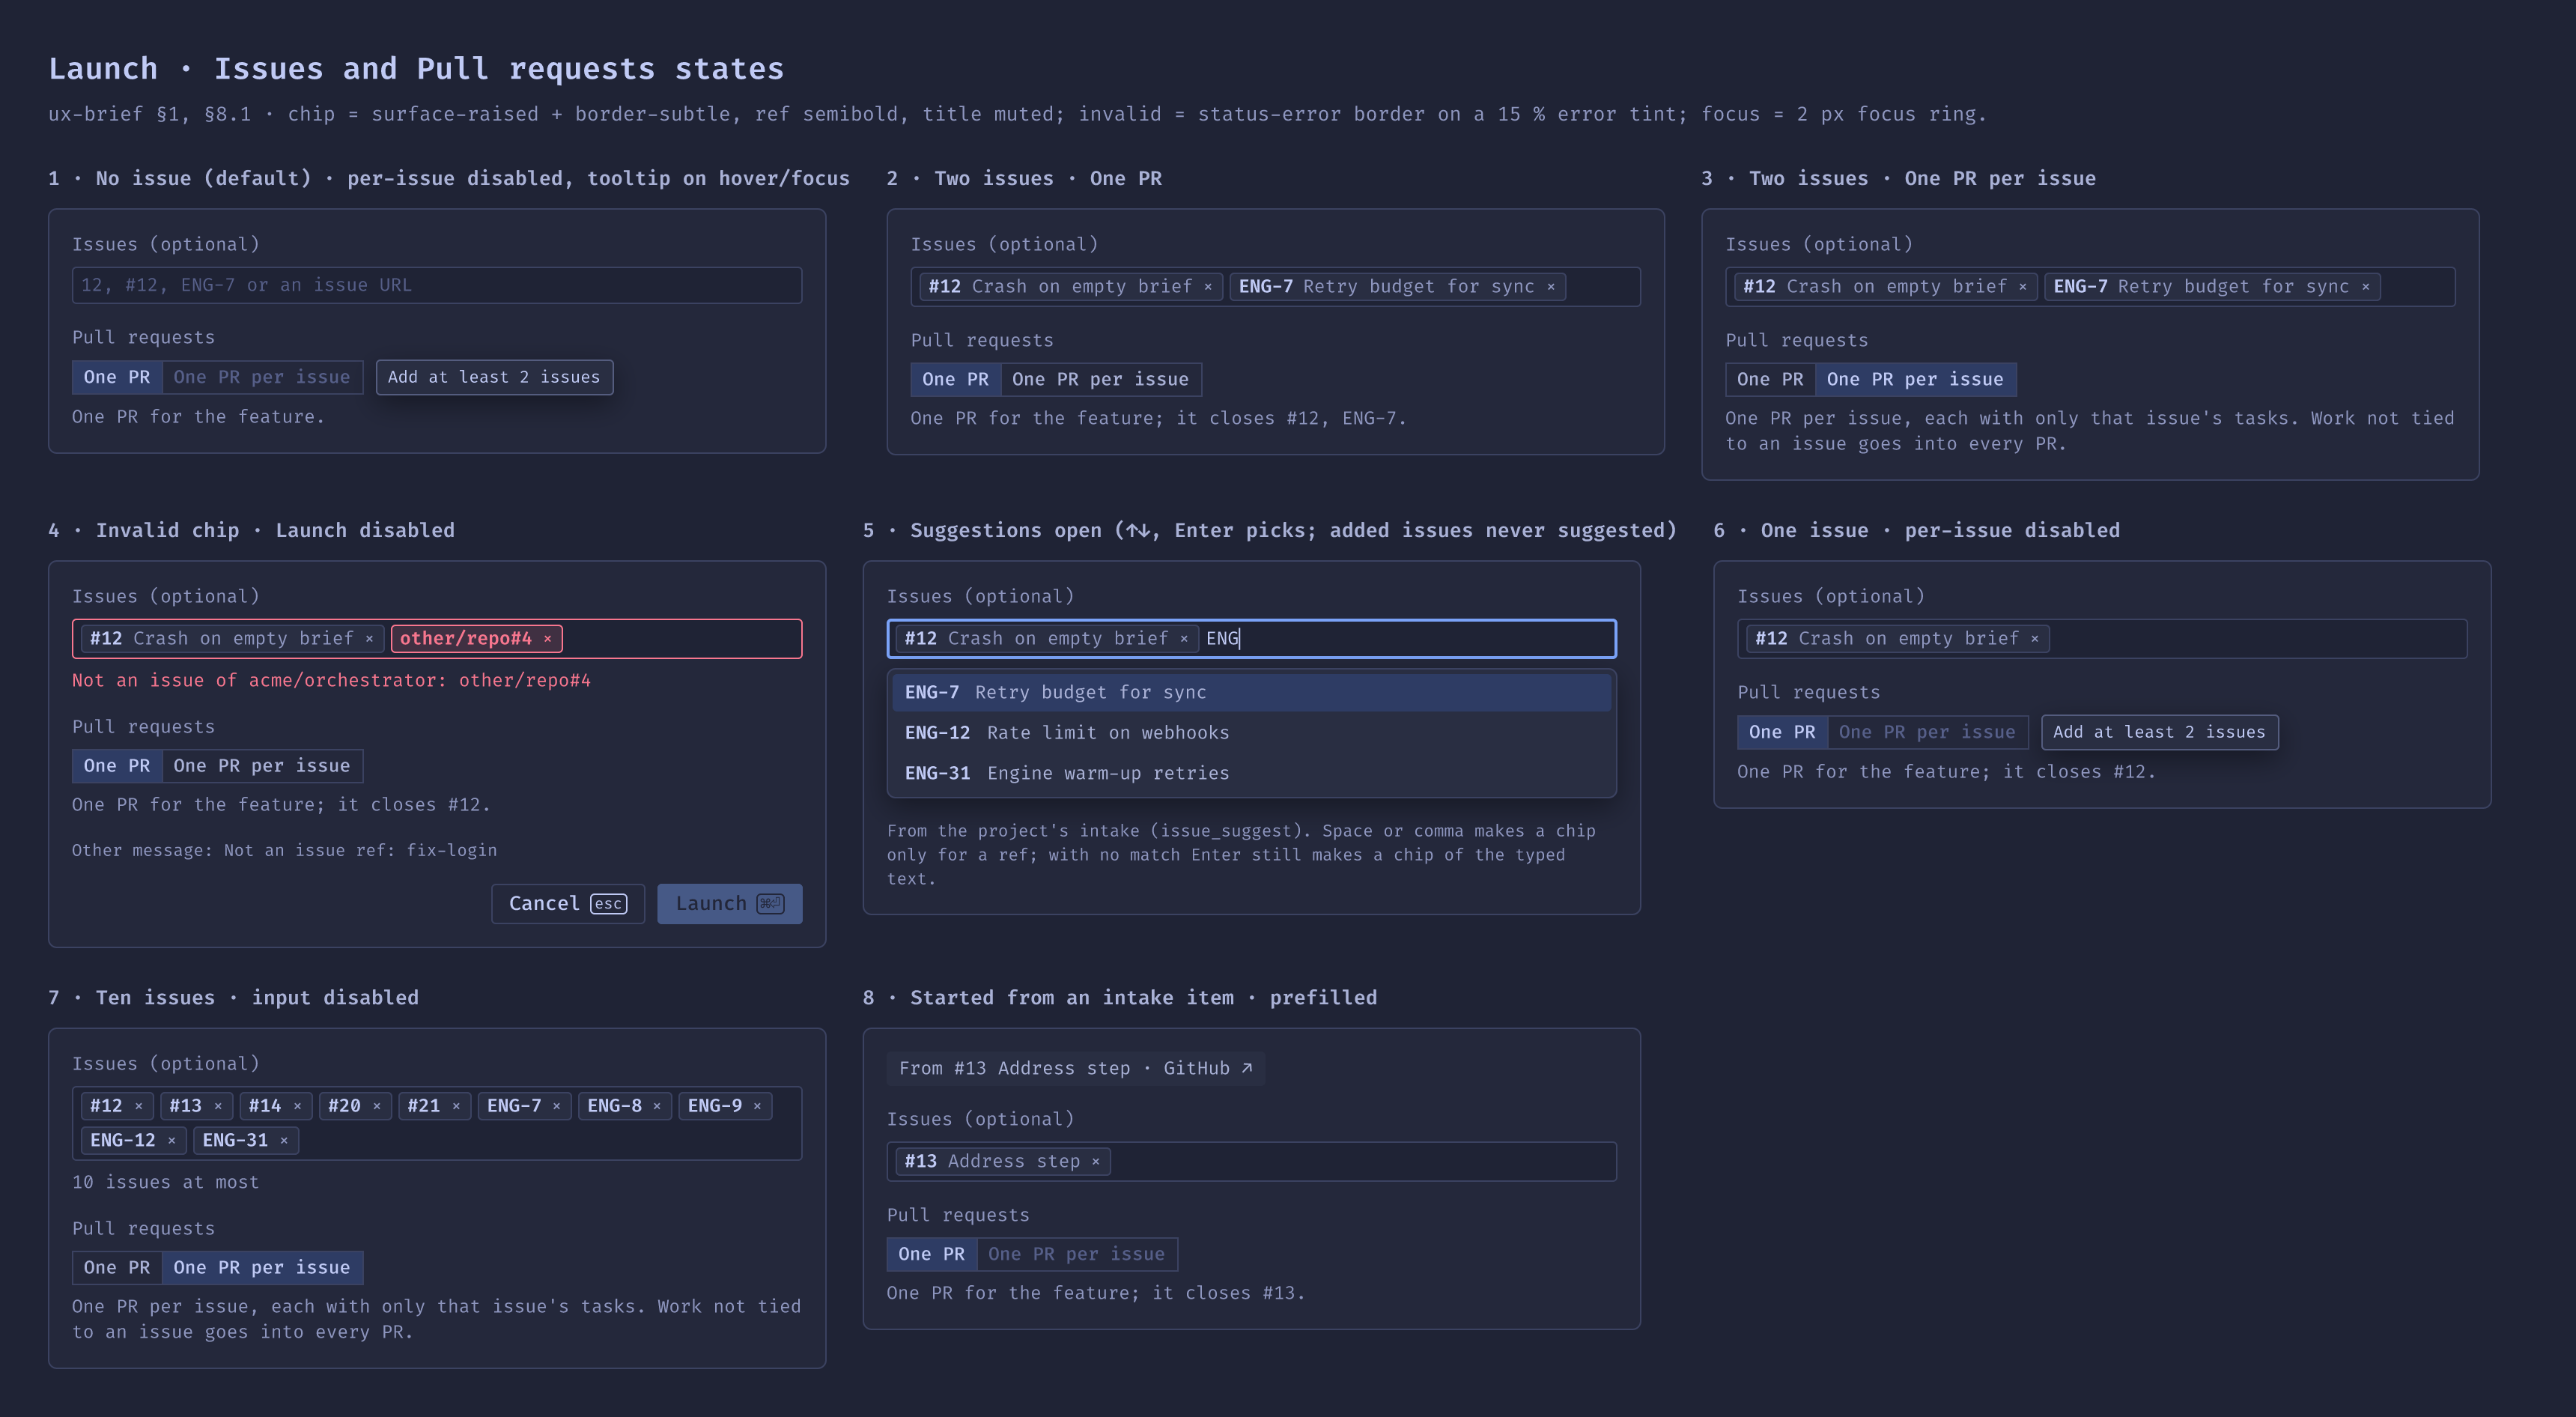 Launch · Issues and Pull requests states
ux-brief §1, §8.1 · chip = surface-raised + border-subtle, ref semibold, title muted; invalid = status-error border on a 15 % error tint; focus = 2 px focus ring.
1 · No issue (default) · per-issue disabled, tooltip on hover/focus
Issues (optional)
12, #12, ENG-7 or an issue URL
Pull requests
One PR One PR per issue Add at least 2 issues
One PR for the feature.
2 · Two issues · One PR
Issues (optional)
#12 Crash on empty brief × ENG-7 Retry budget for sync ×
Pull requests
One PR One PR per issue
One PR for the feature; it closes #12, ENG-7.
3 · Two issues · One PR per issue
Issues (optional)
#12 Crash on empty brief × ENG-7 Retry budget for sync ×
Pull requests
One PR One PR per issue
One PR per issue, each with only that issue's tasks. Work not tied
to an issue goes into every PR.
4 · Invalid chip · Launch disabled
Issues (optional)
#12 Crash on empty brief × other/repo#4 ×
Not an issue of acme/orchestrator: other/repo#4
Pull requests
One PR One PR per issue
One PR for the feature; it closes #12.
Other message: Not an issue ref: fix-login
Cancel esc Launch ⌘⏎
5 · Suggestions open (↑↓, Enter picks; added issues never suggested)
Issues (optional)
#12 Crash on empty brief × ENG
ENG-7 Retry budget for sync
ENG-12 Rate limit on webhooks
ENG-31 Engine warm-up retries
From the project's intake (issue_suggest). Space or comma makes a chip
only for a ref; with no match Enter still makes a chip of the typed
text.
6 · One issue · per-issue disabled
Issues (optional)
#12 Crash on empty brief ×
Pull requests
One PR One PR per issue Add at least 2 issues
One PR for the feature; it closes #12.
7 · Ten issues · input disabled
Issues (optional)
#12 × #13 × #14 × #20 × #21 × ENG-7 × ENG-8 × ENG-9 ×
ENG-12 × ENG-31 ×
10 issues at most
Pull requests
One PR One PR per issue
One PR per issue, each with only that issue's tasks. Work not tied
to an issue goes into every PR.
8 · Started from an intake item · prefilled
From #13 Address step · GitHub ↗
Issues (optional)
#13 Address step ×
Pull requests
One PR One PR per issue
One PR for the feature; it closes #13.